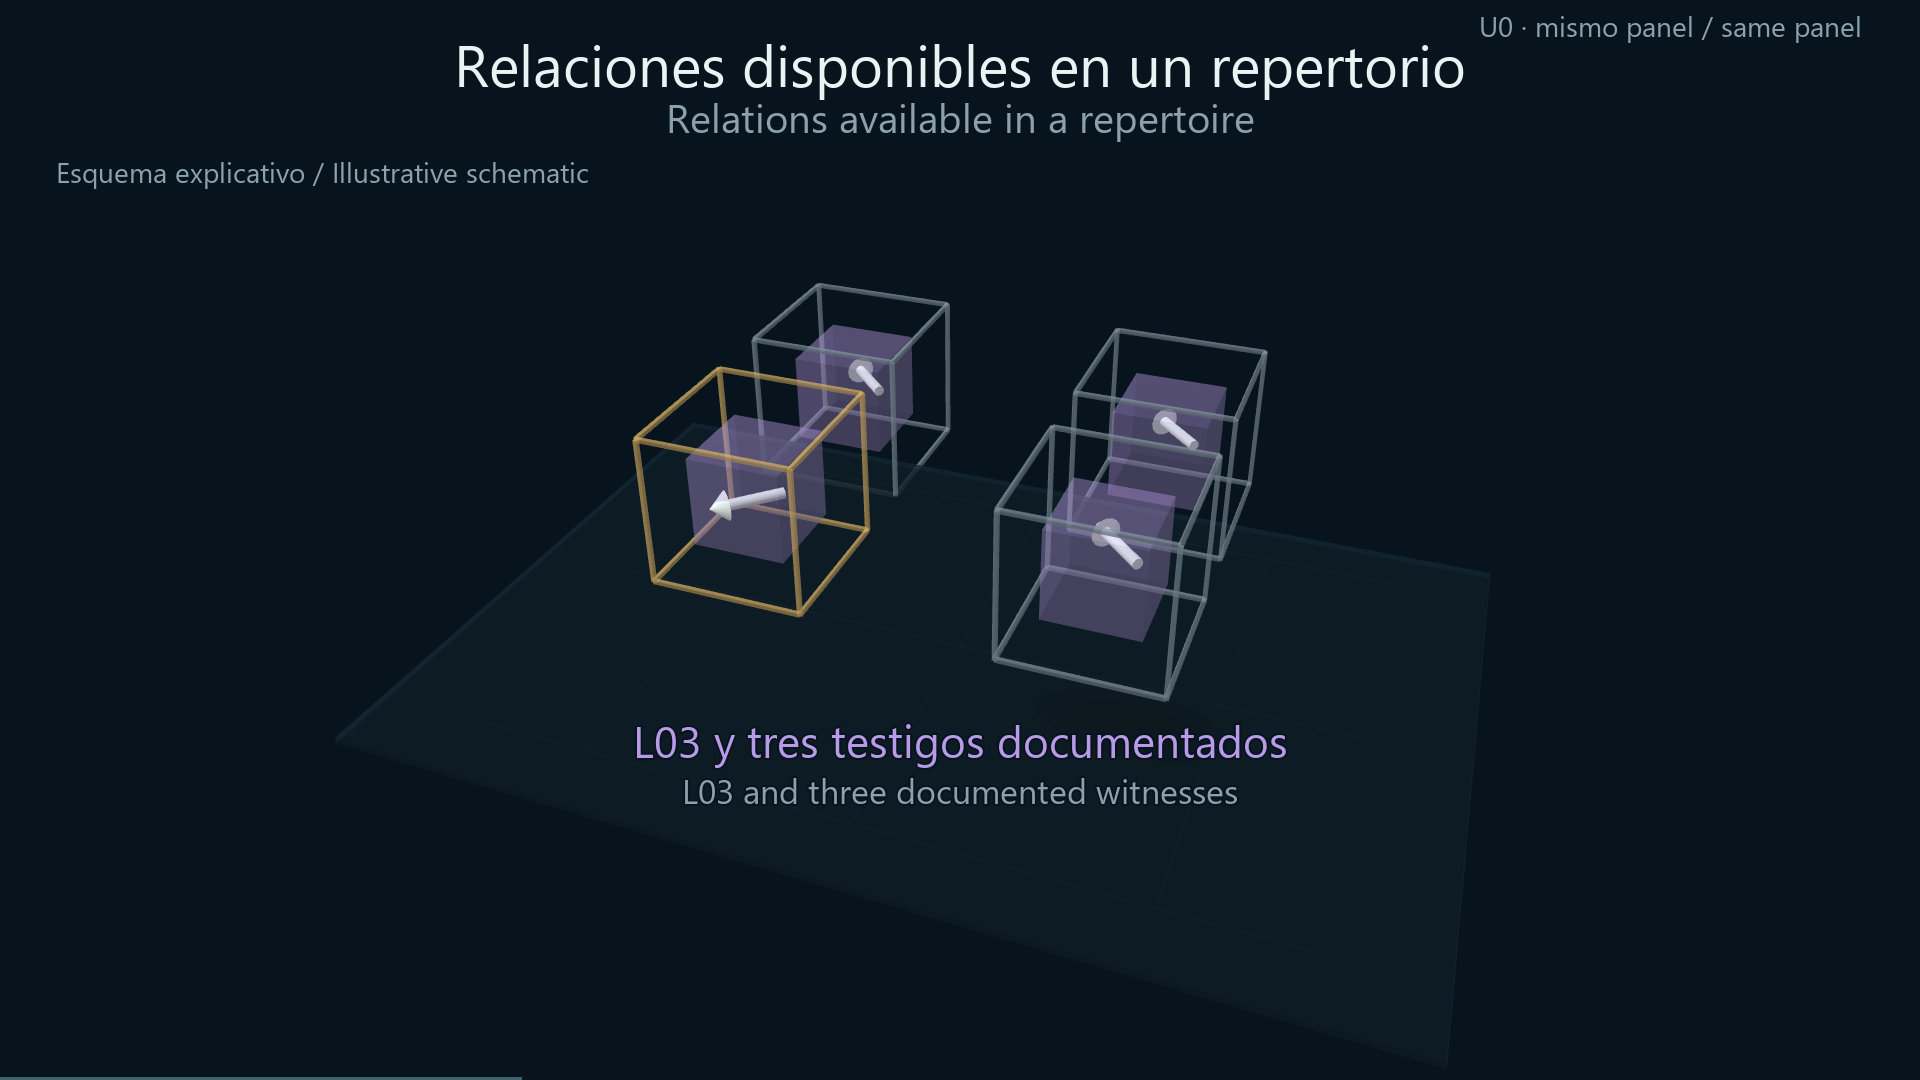 U0 · mismo panel / same panel
Relaciones disponibles en un repertorio
Relations available in a repertoire
Esquema explicativo / Illustrative schematic
L03 y tres testigos documentados
L03 and three documented witnesses